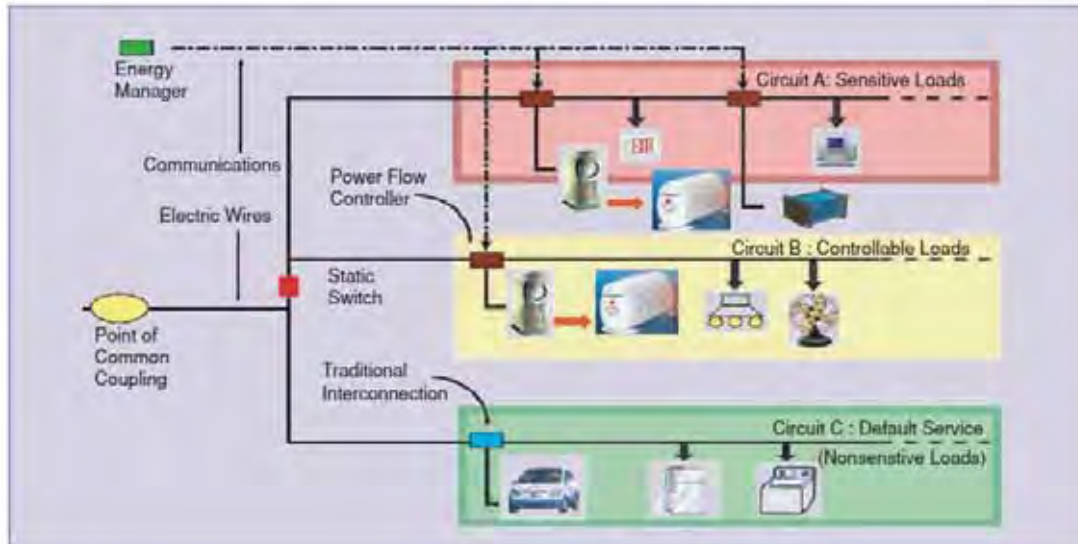 Energy
Manager
Circuit A: Sensitive Loads
Communications
Power Flow
Controller
Electric Wires
Circuit B : Controllable Loads
Static
Switch
Point of
Common
Coupling
Traditional
Interconnection
Circuit C : Default Service
(Nonsenstive Loads)